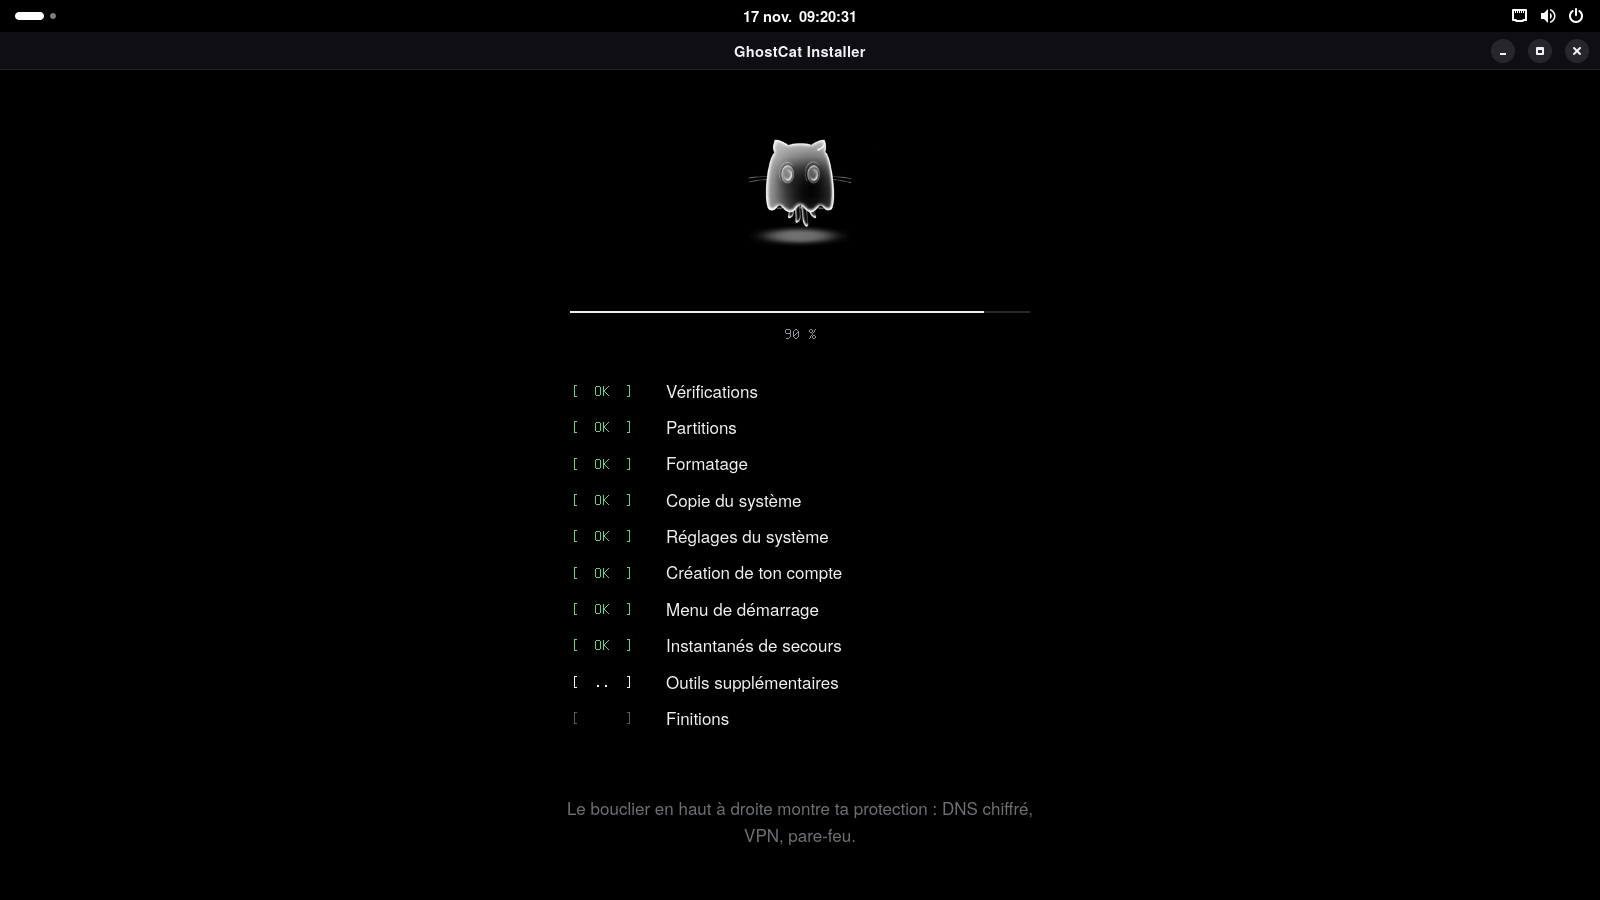 17 nov. 09:20:31
GhostCat Installer
90 %
[ OK ] Vérifications
[ OK ] Partitions
[ OK ] Formatage
[ OK ] Copie du système
[ OK ] Réglages du système
[ OK ] Création de ton compte
[ OK ] Menu de démarrage
[ OK ] Instantanés de secours
[ .. ] Outils supplémentaires
[ ] Finitions
Le bouclier en haut à droite montre ta protection : DNS chiffré,
VPN, pare-feu.